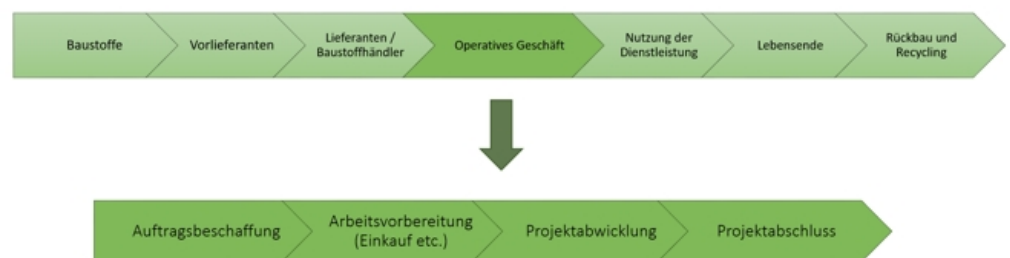 Baustoffe
Vorlieferanten
Lieferanten /
Baustoffhändler
Operatives Geschäft
Nutzung der
Dienstleistung
Lebensende
Rückbau und
Recycling
Auftragsbeschaffung
Arbeitsvorbereitung
(Einkauf etc.)
Projektabwicklung
Projektabschluss